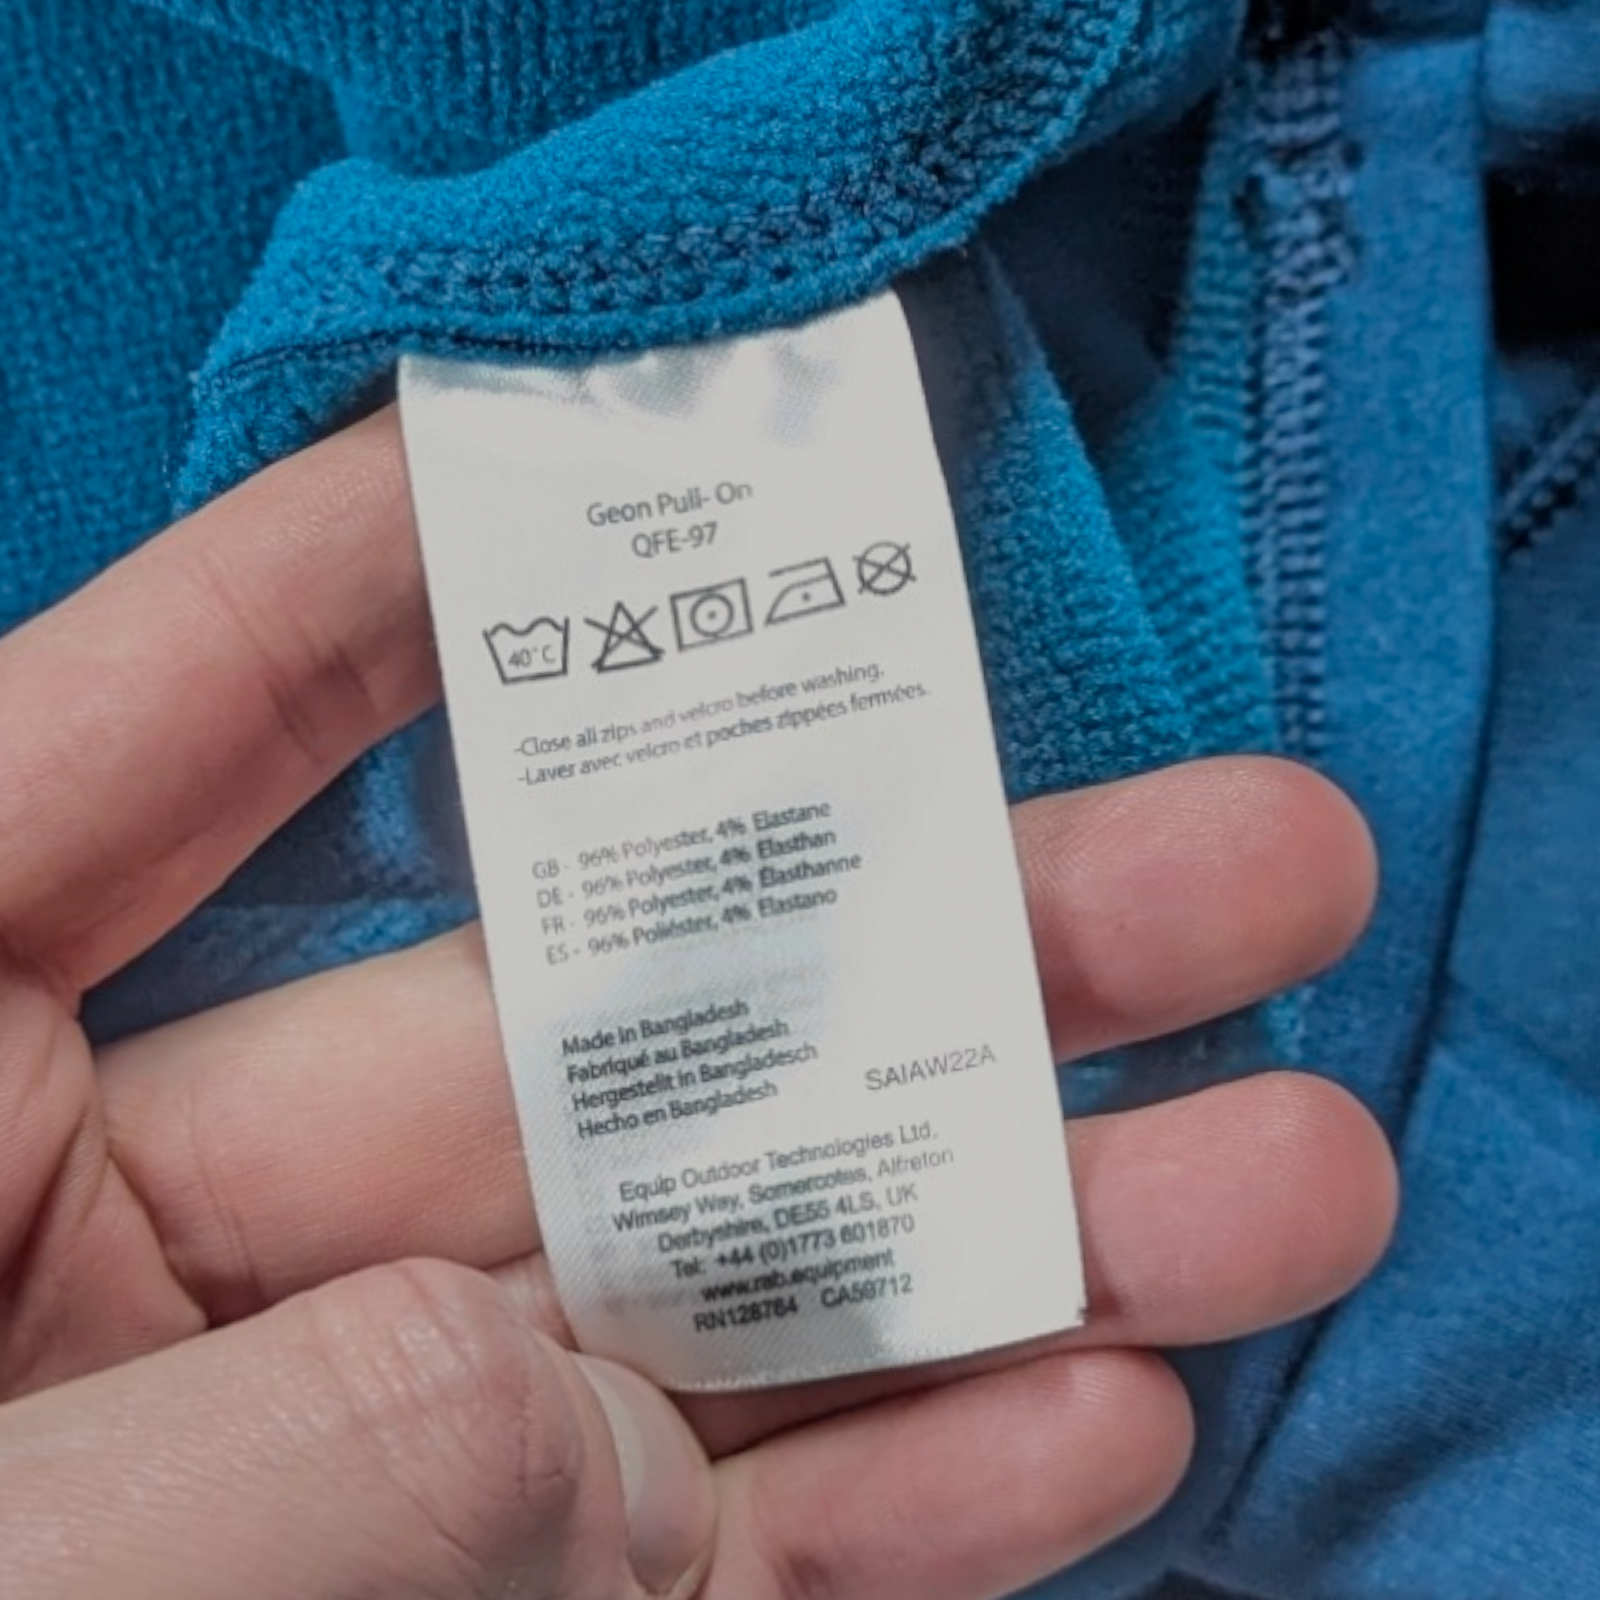 Geon Pull- On
QFE-97
40°C
-Close all zips and velcro before washing.
-Laver avec velcro et poches zippées fermées.
GB - 96% Polyester, 4% Elastane
DE - 96% Polyester, 4% Elasthan
FR - 96% Polyester, 4% Élasthanne
ES - 96% Poliéster, 4% Elastano
Made in Bangladesh
Fabriqué au Bangladesh
Hergestellt in Bangladesch
Hecho en Bangladesh
SAIAW22A
Equip Outdoor Technologies Ltd,
Wimsey Way, Somercotes, Alfreton
Derbyshire, DE55 4LS, UK
Tel: +44 (0)1773 601870
www.rab.equipment
RN128764 CA59712